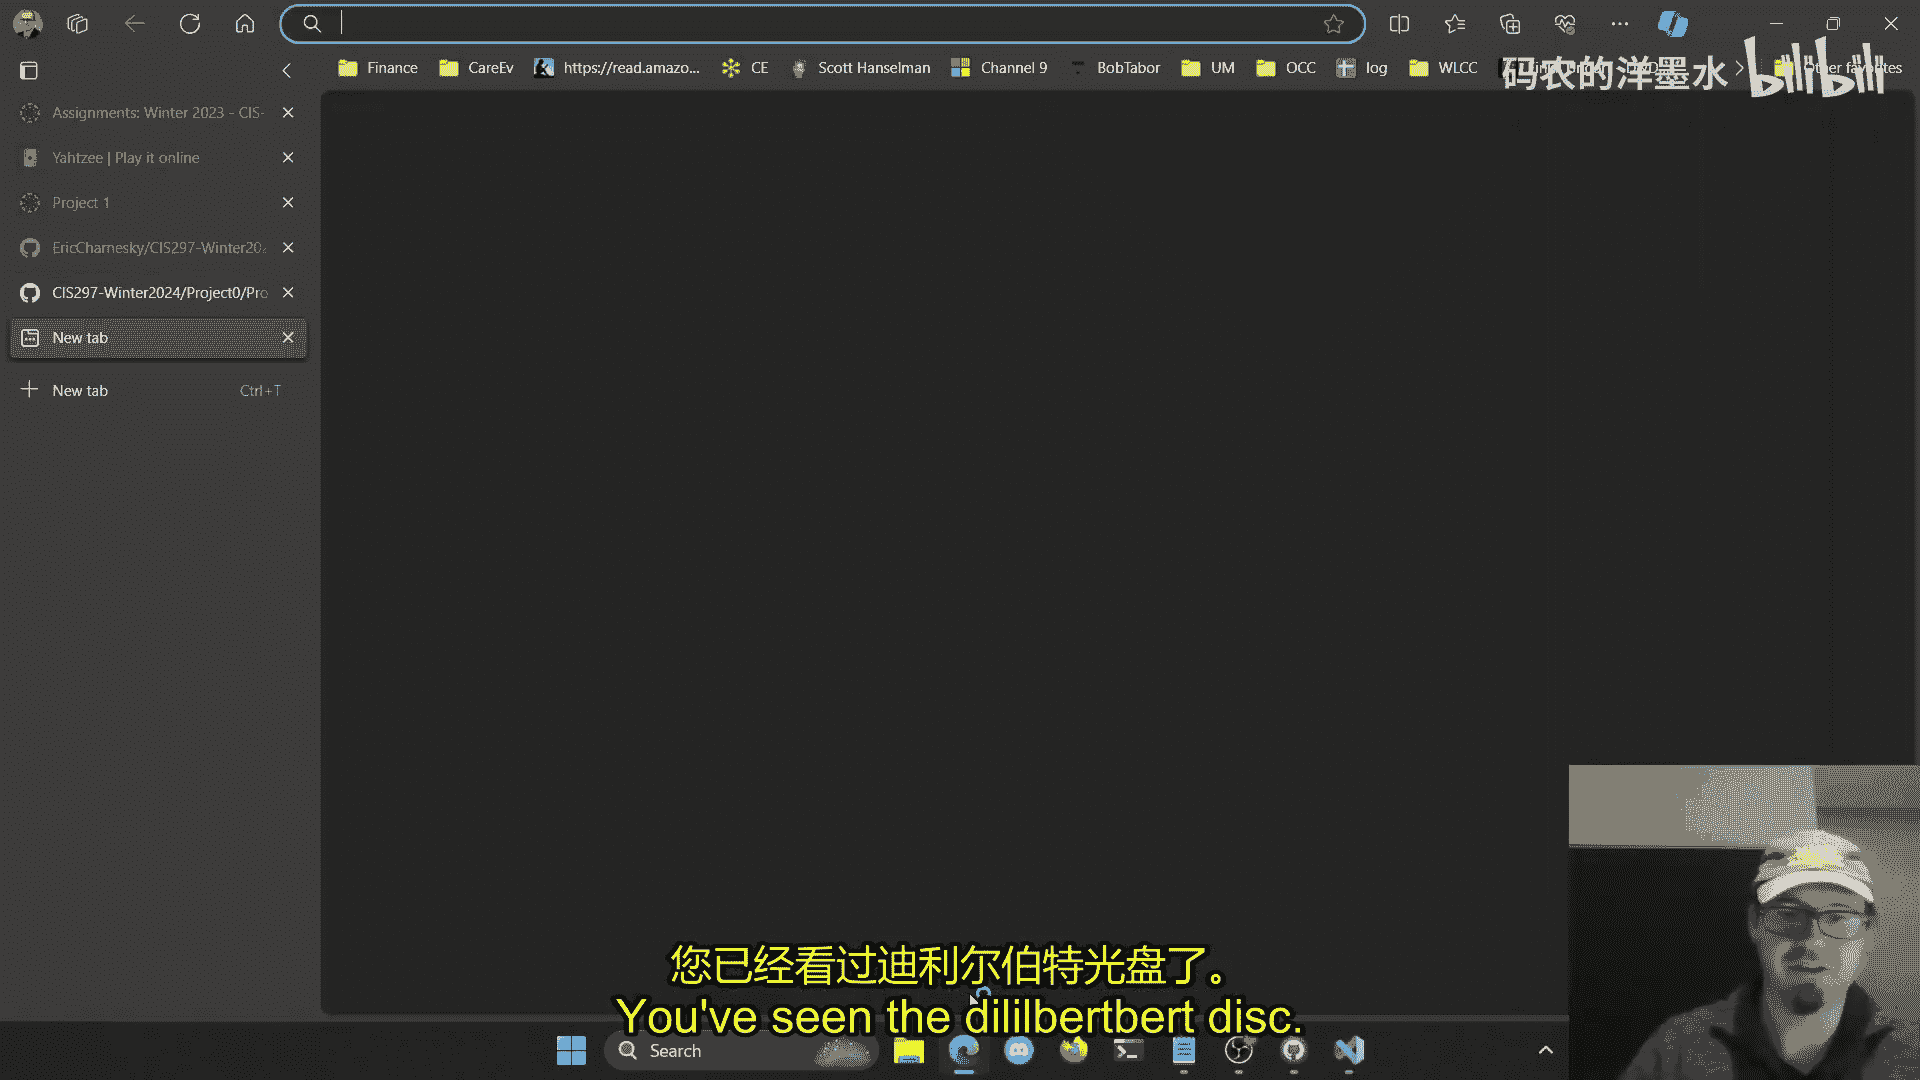 Finance
CareEv
https://read.amazo...
CE
Scott Hanselman
Channel 9
BobTabor
UM
OCC
log
WLCC
Other favorites
码农的洋墨水
bilibili
Assignments: Winter 2023 - CIS-
Yahtzee | Play it online
Project 1
EricCharnesky/CIS297-Winter20
CIS297-Winter2024/Project0/Pro
New tab
New tab
Ctrl+T
您已经看过迪利尔伯特光盘了。
You've seen the dililbertbert disc.
Search